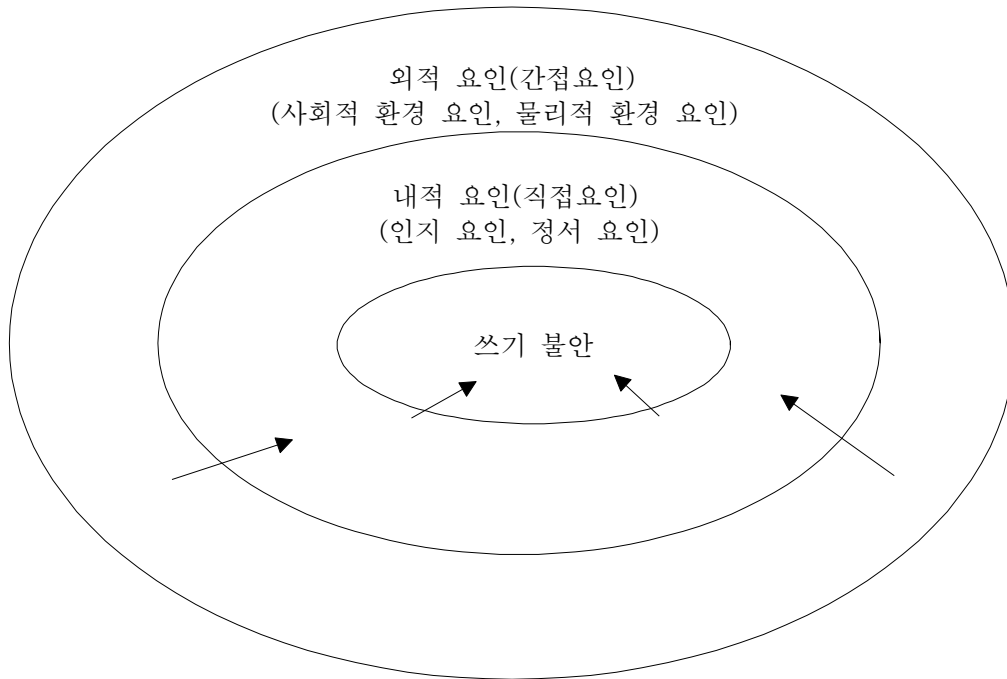 외적 요인(간접요인)
(사회적 환경 요인, 물리적 환경 요인)
내적 요인(직접요인)
(인지 요인, 정서 요인)
쓰기 불안